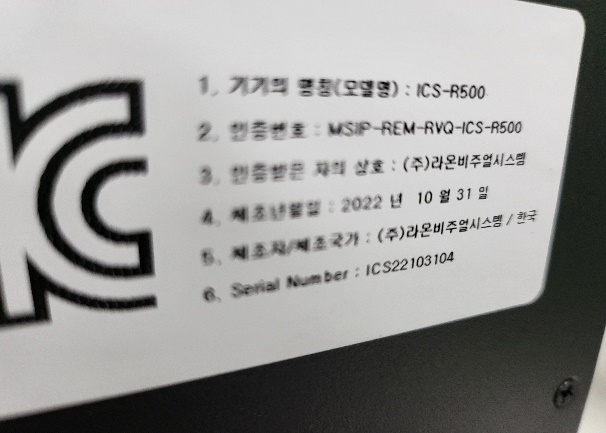 1. 기기의 명칭(모델명) : ICS-R500
2. 인증번호 : MSIP-REM-RVQ-ICS-R500
3. 인증받은 자의 상호 : (주)라온비주얼시스템
4. 제조년월일 : 2022 년 10 월 31 일
5. 제조자/제조국가 : (주)라온비주얼시스템 / 한국
6. Serial Number : ICS22103104